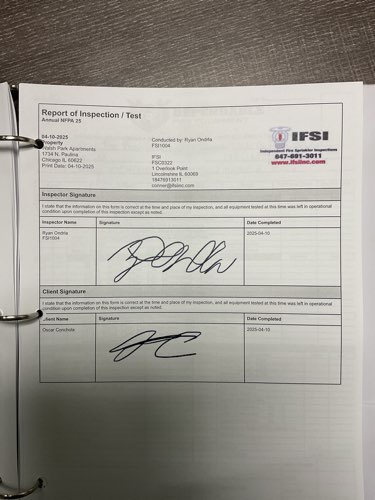 Report of Inspection / Test
Annual NFPA 25
04-10-2025
Property
Walsh Park Apartments
1734 N. Paulina
Chicago IL 60622
Print Date: 04-10-2025
Conducted by: Ryan Ondrla
FSI1004
IFSI
FSC0322
1 Overlook Point
Lincolnshire IL 60069
18476913011
connor@ifsiinc.com
IFSI
Independent Fire Sprinkler Inspections
847-691-3011
www.ifsiinc.com
Inspector Signature
I state that the information on this form is correct at the time and place of my inspection, and all equipment tested at this time was left in operational
condition upon completion of this inspection except as noted.
Inspector Name Signature Date Completed
Ryan Ondrla 2025-04-10
FSI1004
Client Signature
I state that the information on this form is correct at the time and place of my inspection, and all equipment tested at this time was left in operational
condition upon completion of this inspection except as noted.
Client Name Signature Date Completed
Oscar Conchola 2025-04-10